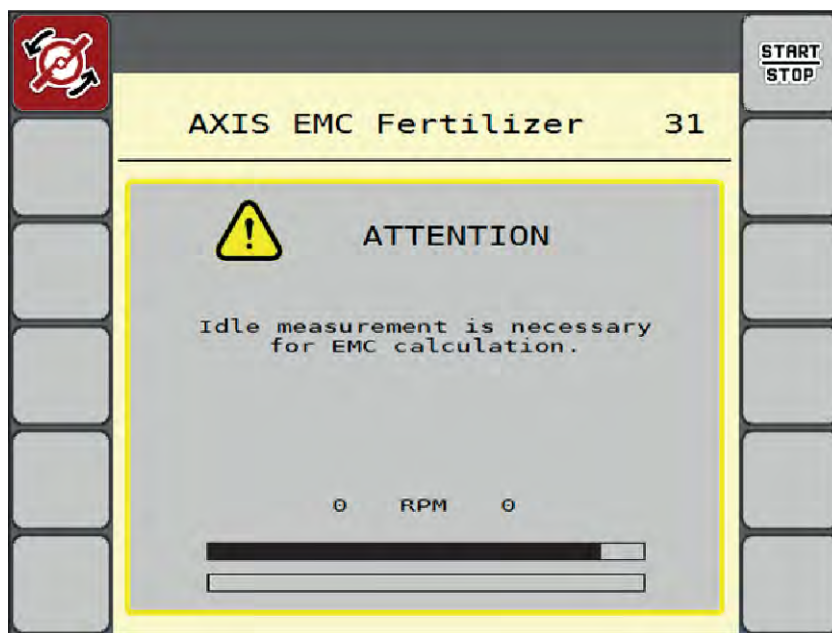 START
STOP
AXIS EMC Fertilizer 31
!
ATTENTION
Idle measurement is necessary
for EMC calculation.
0 RPM 0